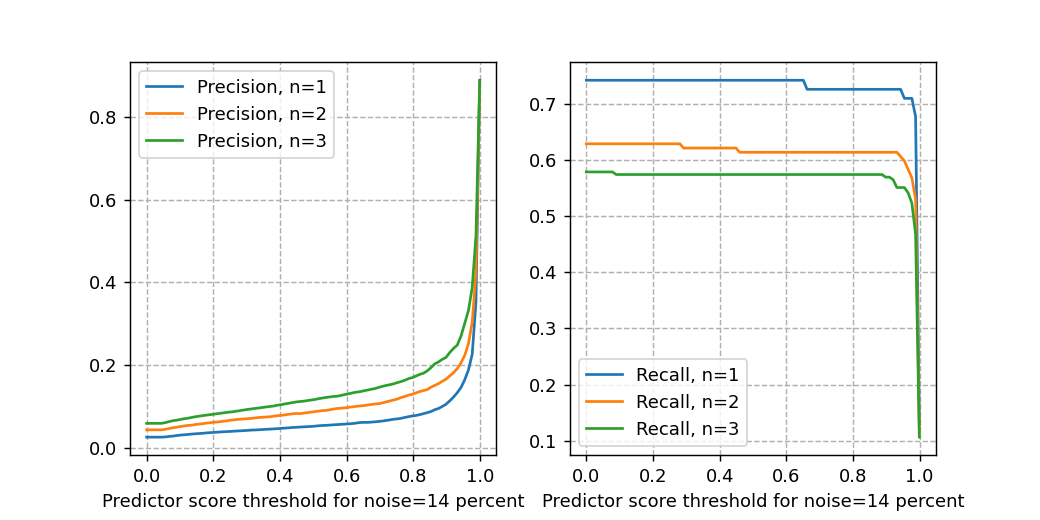 Precision, n=1
Precision, n=2
Precision, n=3
0.8
0.6
0.4
0.2
0.0
0.0 0.2 0.4 0.6 0.8 1.0
Predictor score threshold for noise=14 percent
0.7
0.6
0.5
0.4
0.3
0.2
0.1
Recall, n=1
Recall, n=2
Recall, n=3
0.0 0.2 0.4 0.6 0.8 1.0
Predictor score threshold for noise=14 percent